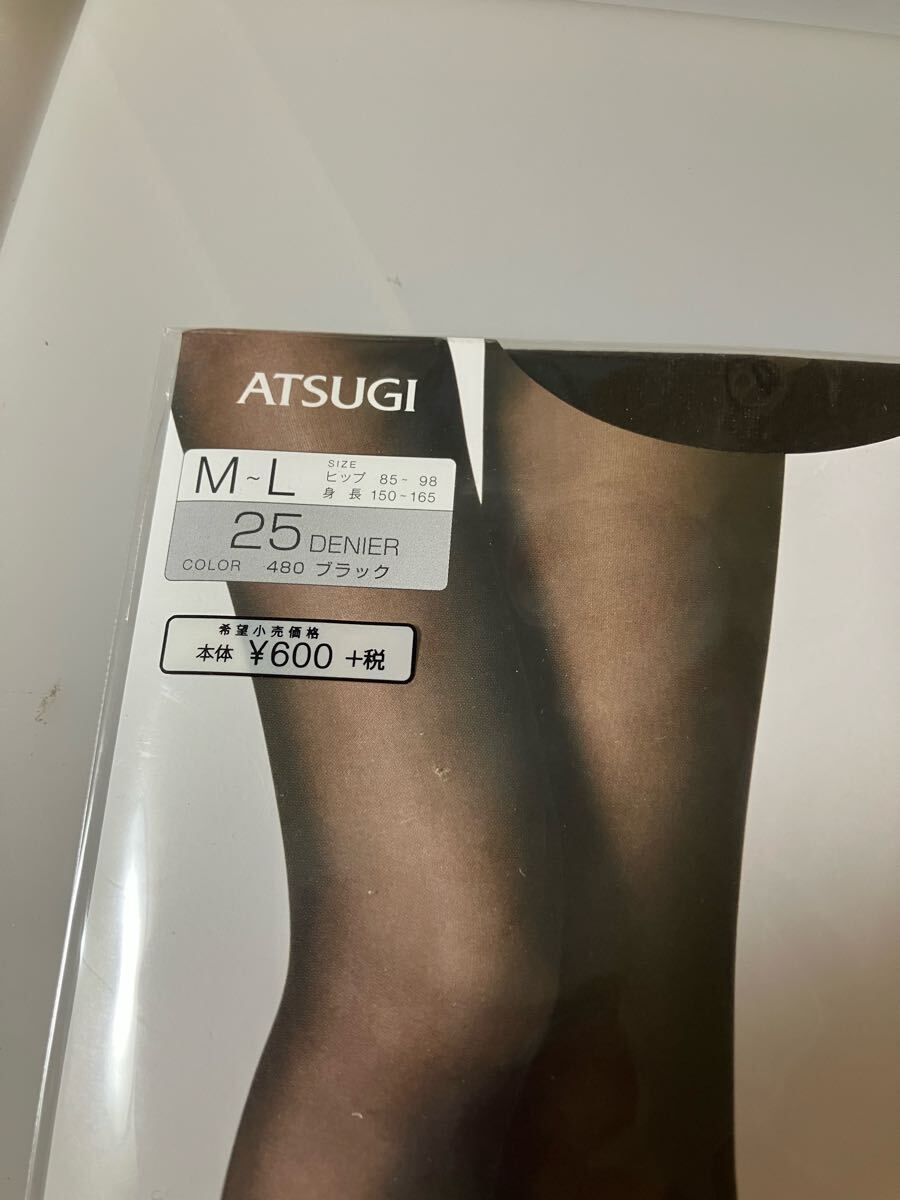 ATSUGI
M~L
SIZE
ヒップ 85~ 98
身 長 150~165
25 DENIER
COLOR 480 ブラック
希望小売価格
本体 ¥600 +税